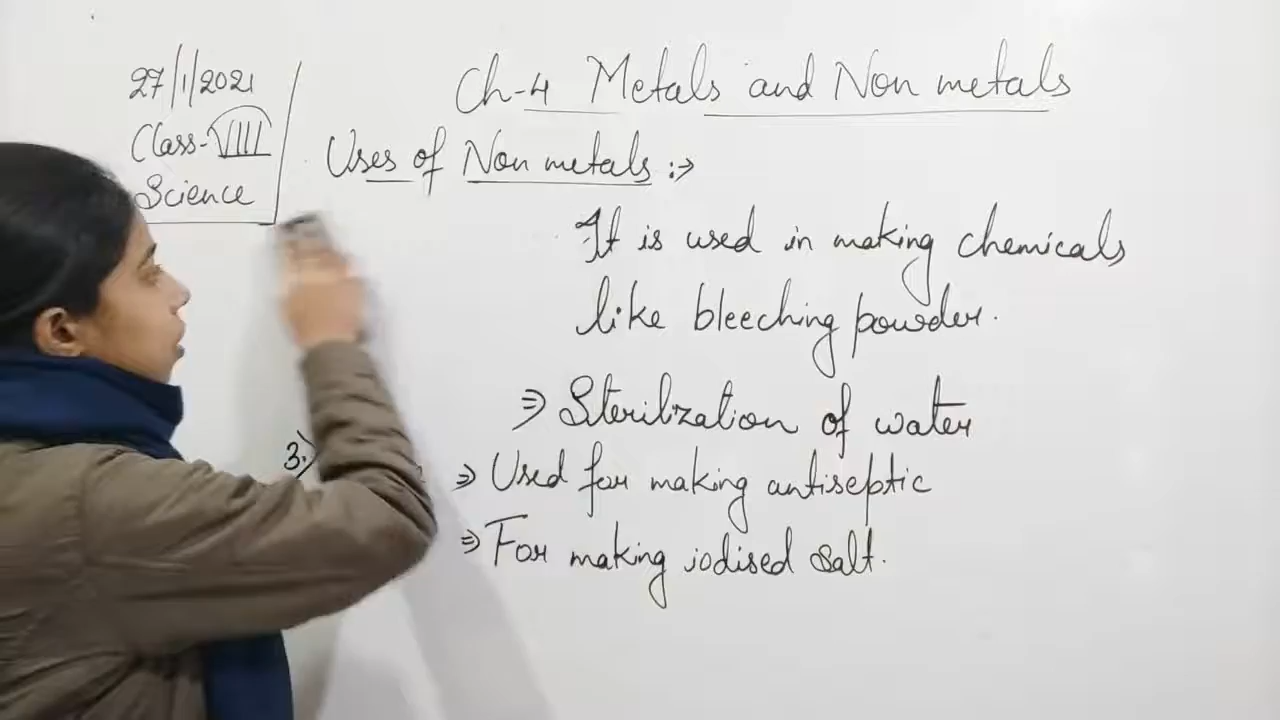 27/1/2021
Class-VIII
Science
Ch-4 Metals and Non metals
Uses of Non metals :->
It is used in making chemicals
like bleeching powder.
⇒ Sterilization of water
3.)
⇒ Used for making antiseptic
⇒ For making iodised salt.